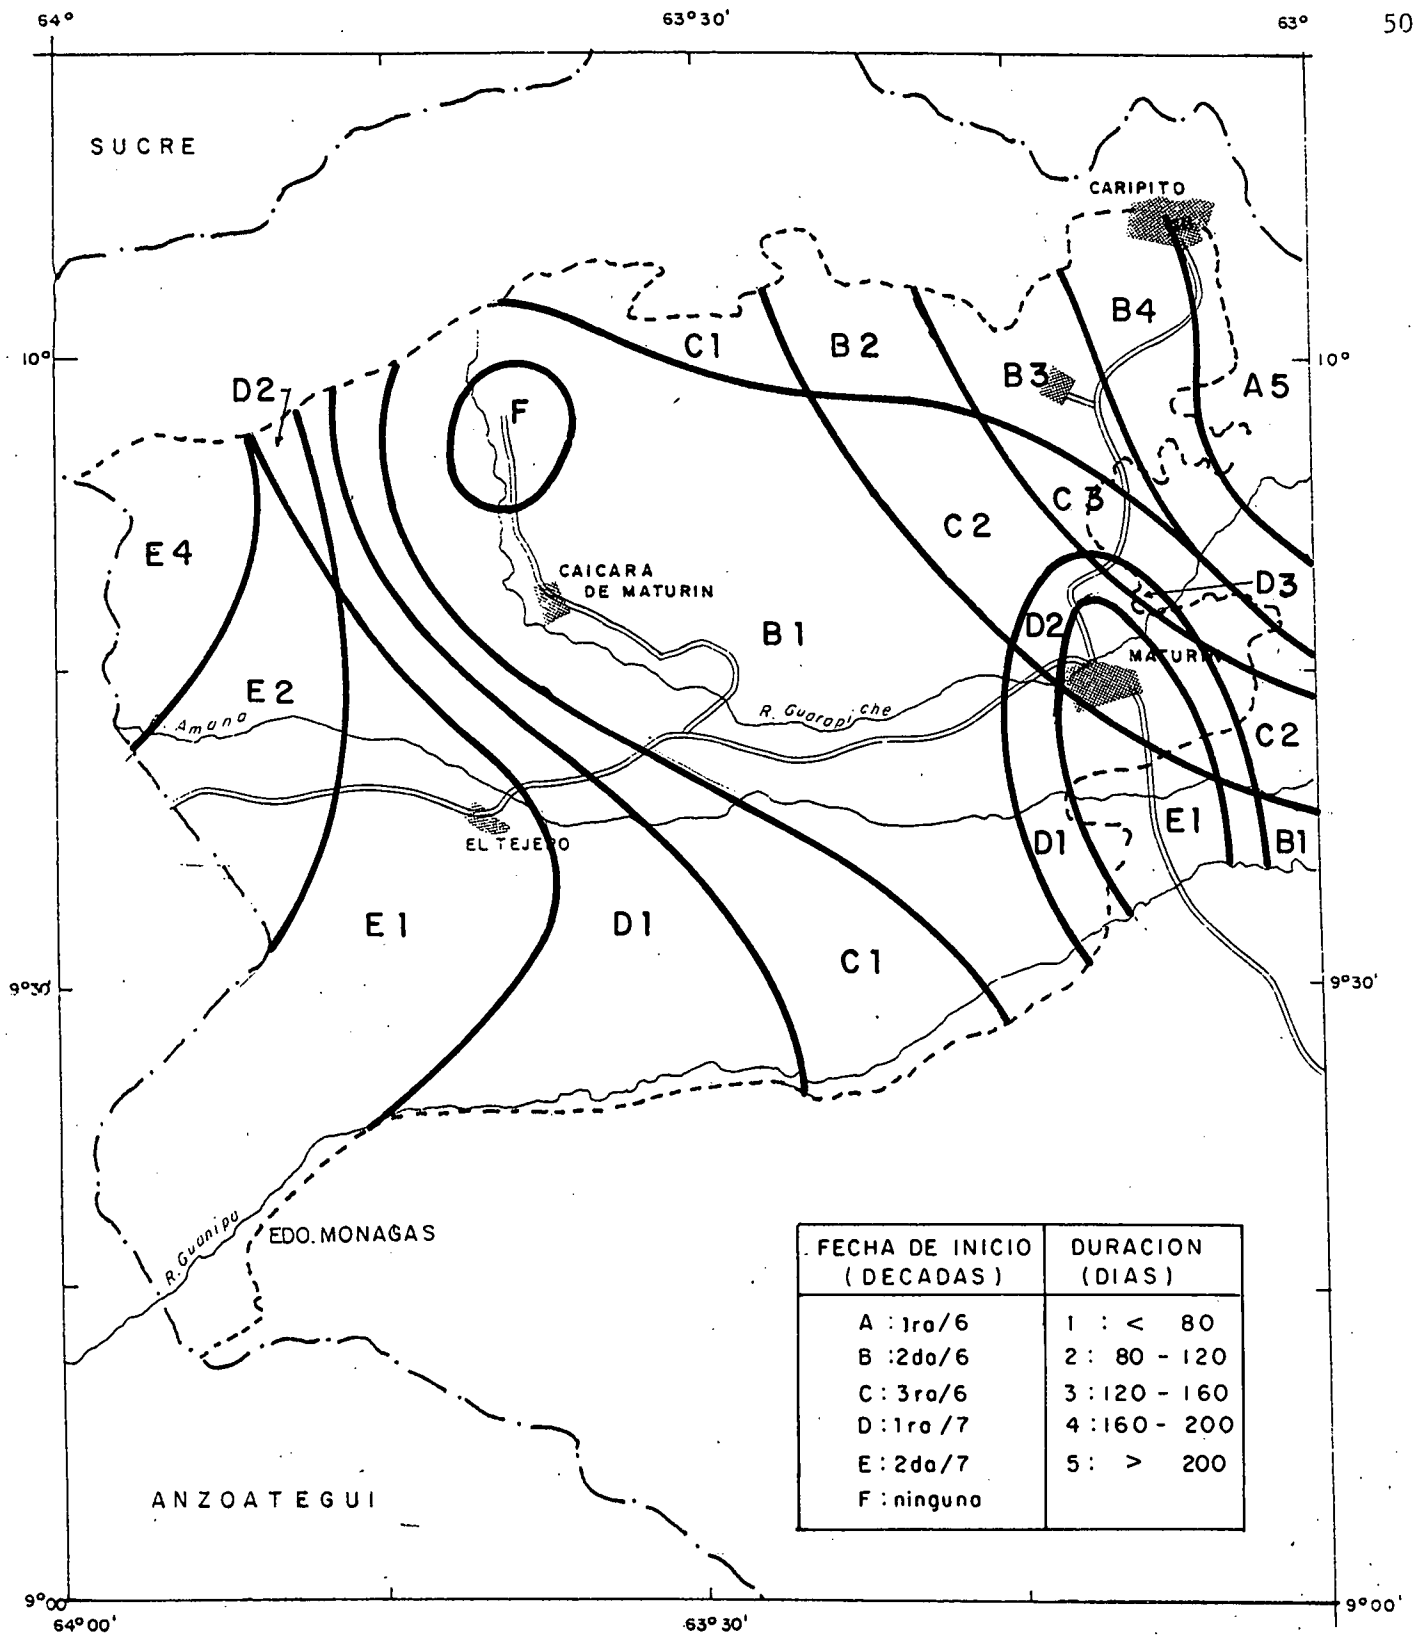 64°
63°30'
63°
50
SUCRE
CARIPITO
B4
C1
B2
10°
10°
B3
D2
A5
F
C3
C2
E4
CAICARA
DE MATURIN
D3
B1
D2
MATURIN
E2
R. Guarapiche
Amana
C2
E1
D1
B1
EL TEJERO
E1
D1
C1
9°30'
9°30'
R. Guanipa
EDO. MONAGAS
FECHA DE INICIO
(DECADAS)
DURACION
(DIAS)
A : 1ra/6
1 : < 80
B : 2da/6
2 : 80 - 120
C : 3ra/6
3 : 120 - 160
D : 1ra/7
4 : 160 - 200
E : 2da/7
5 : > 200
F : ninguna
ANZOATEGUI
9°00'
9°00'
64°00'
63°30'